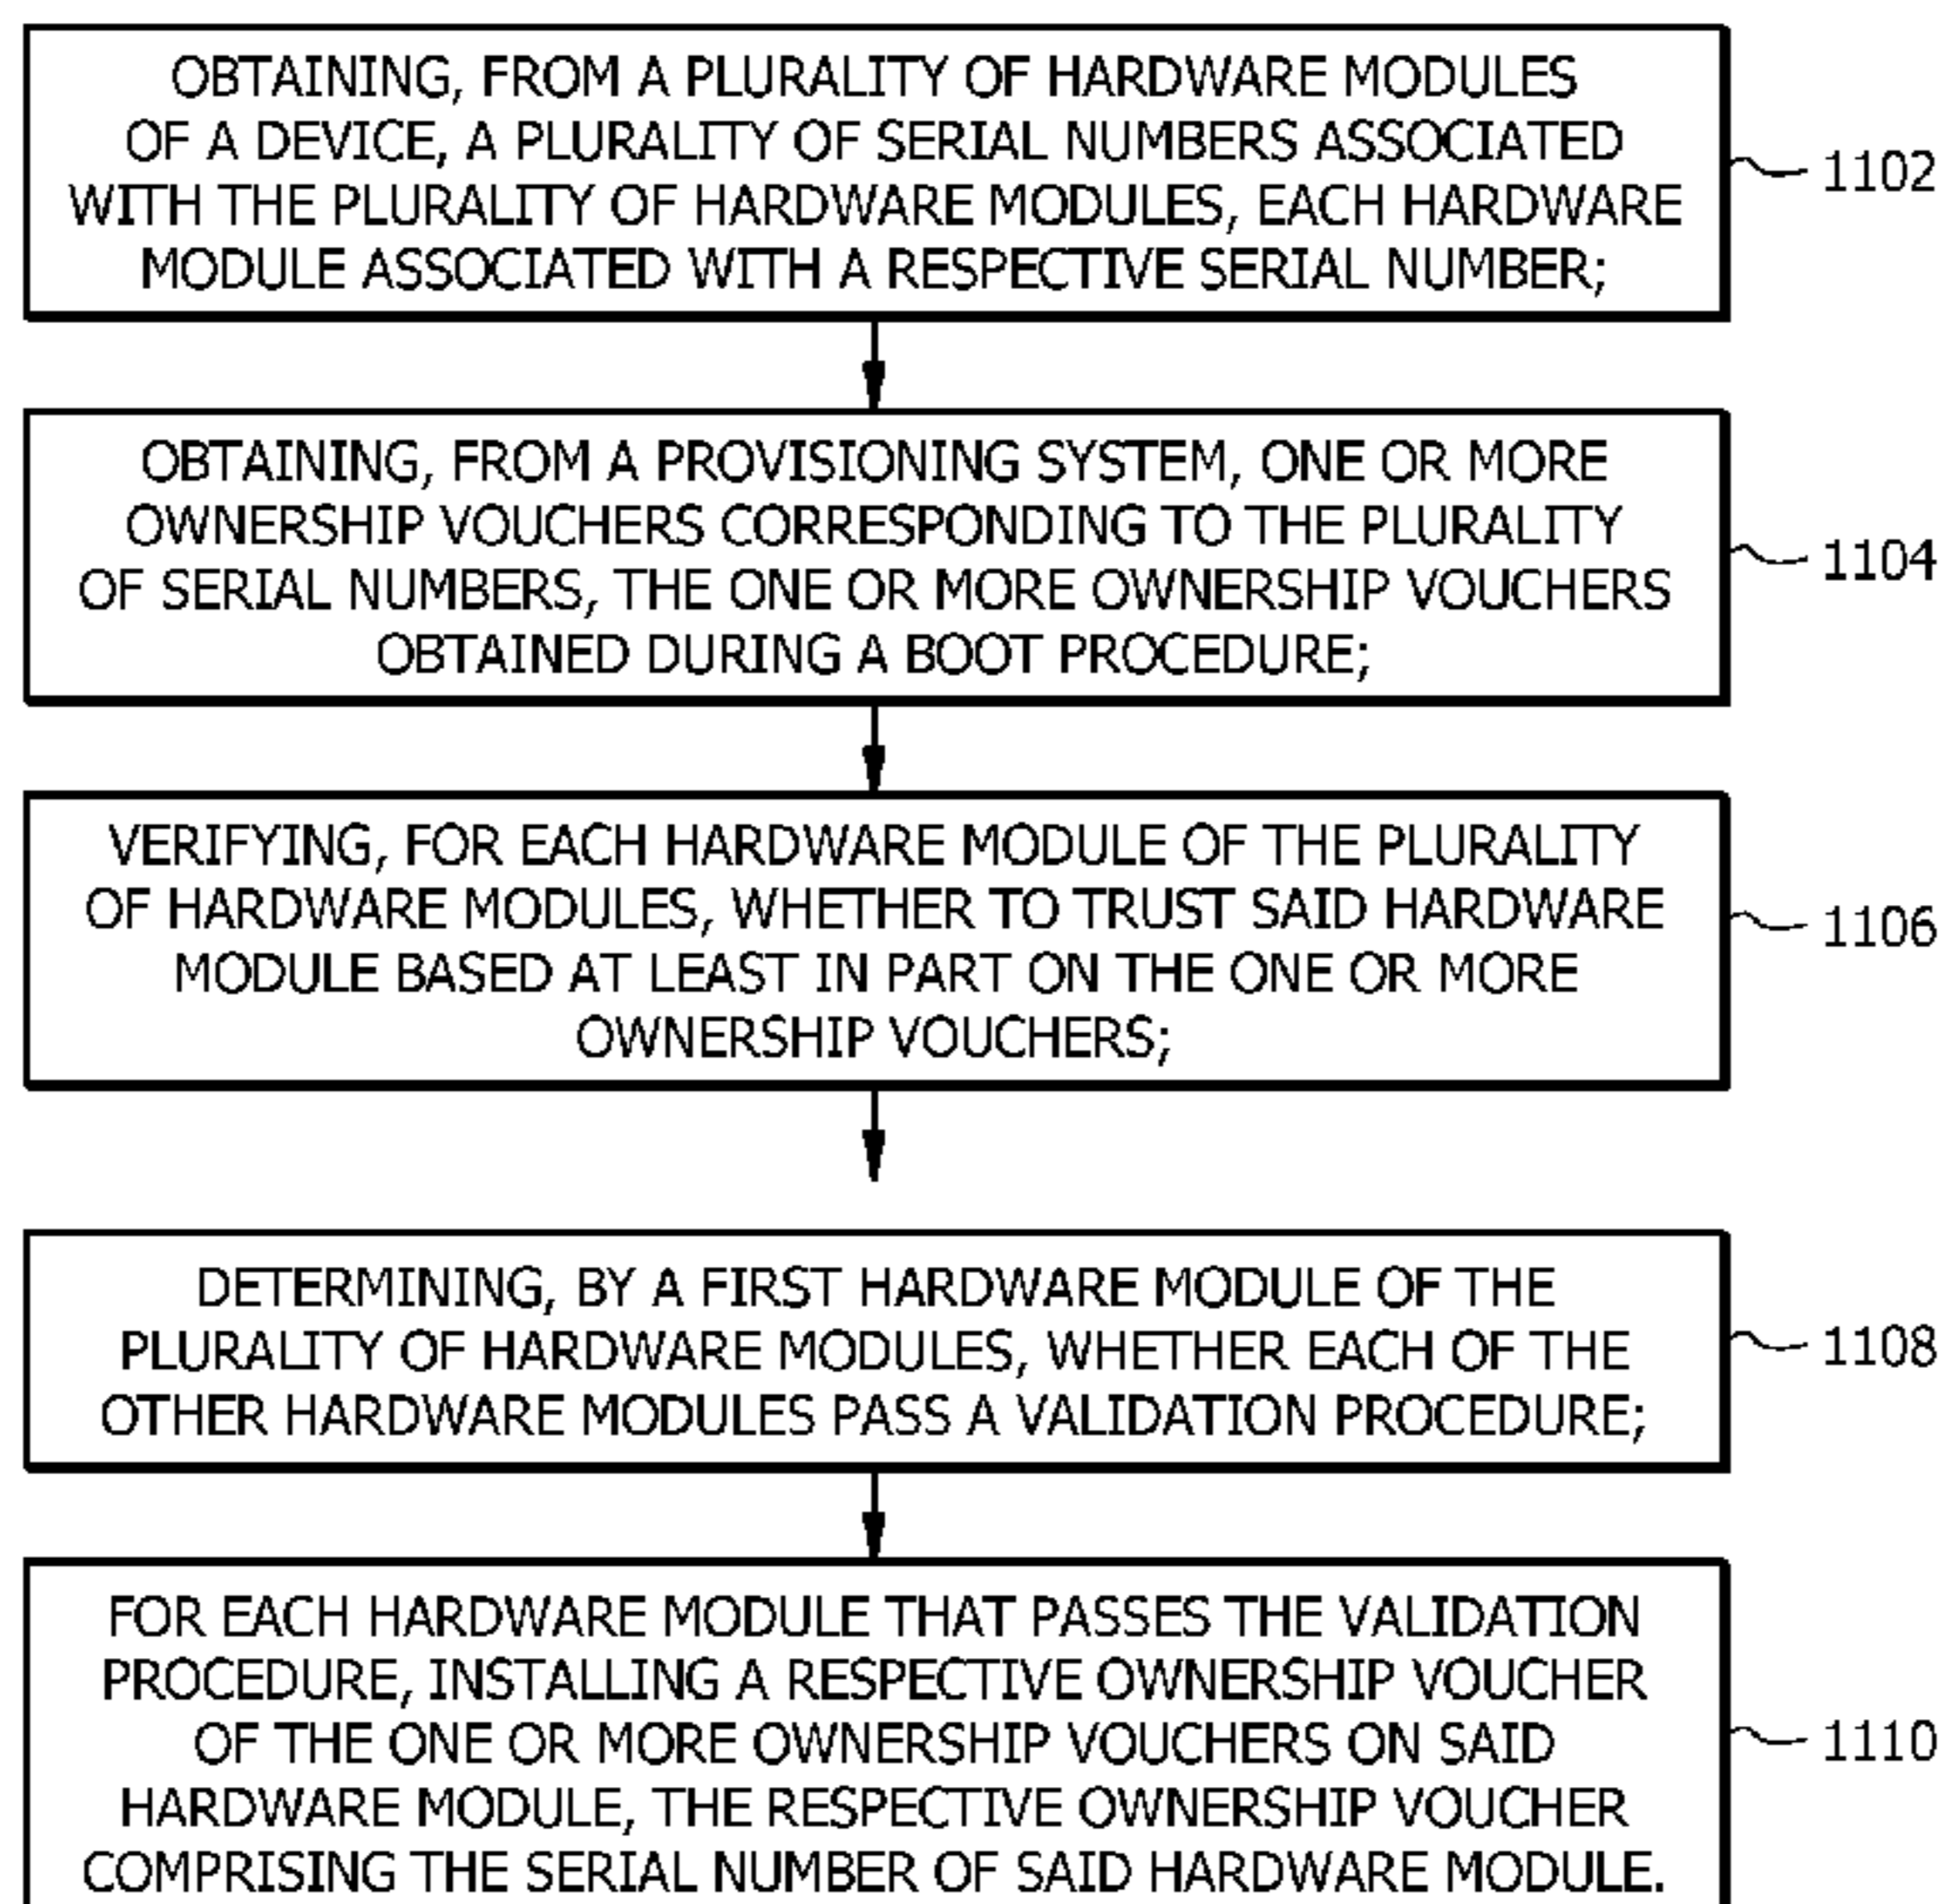 OBTAINING, FROM A PLURALITY OF HARDWARE MODULES
OF A DEVICE, A PLURALITY OF SERIAL NUMBERS ASSOCIATED
WITH THE PLURALITY OF HARDWARE MODULES, EACH HARDWARE
MODULE ASSOCIATED WITH A RESPECTIVE SERIAL NUMBER;
1102
OBTAINING, FROM A PROVISIONING SYSTEM, ONE OR MORE
OWNERSHIP VOUCHERS CORRESPONDING TO THE PLURALITY
OF SERIAL NUMBERS, THE ONE OR MORE OWNERSHIP VOUCHERS
OBTAINED DURING A BOOT PROCEDURE;
1104
VERIFYING, FOR EACH HARDWARE MODULE OF THE PLURALITY
OF HARDWARE MODULES, WHETHER TO TRUST SAID HARDWARE
MODULE BASED AT LEAST IN PART ON THE ONE OR MORE
OWNERSHIP VOUCHERS;
1106
DETERMINING, BY A FIRST HARDWARE MODULE OF THE
PLURALITY OF HARDWARE MODULES, WHETHER EACH OF THE
OTHER HARDWARE MODULES PASS A VALIDATION PROCEDURE;
1108
FOR EACH HARDWARE MODULE THAT PASSES THE VALIDATION
PROCEDURE, INSTALLING A RESPECTIVE OWNERSHIP VOUCHER
OF THE ONE OR MORE OWNERSHIP VOUCHERS ON SAID
HARDWARE MODULE, THE RESPECTIVE OWNERSHIP VOUCHER
COMPRISING THE SERIAL NUMBER OF SAID HARDWARE MODULE.
1110